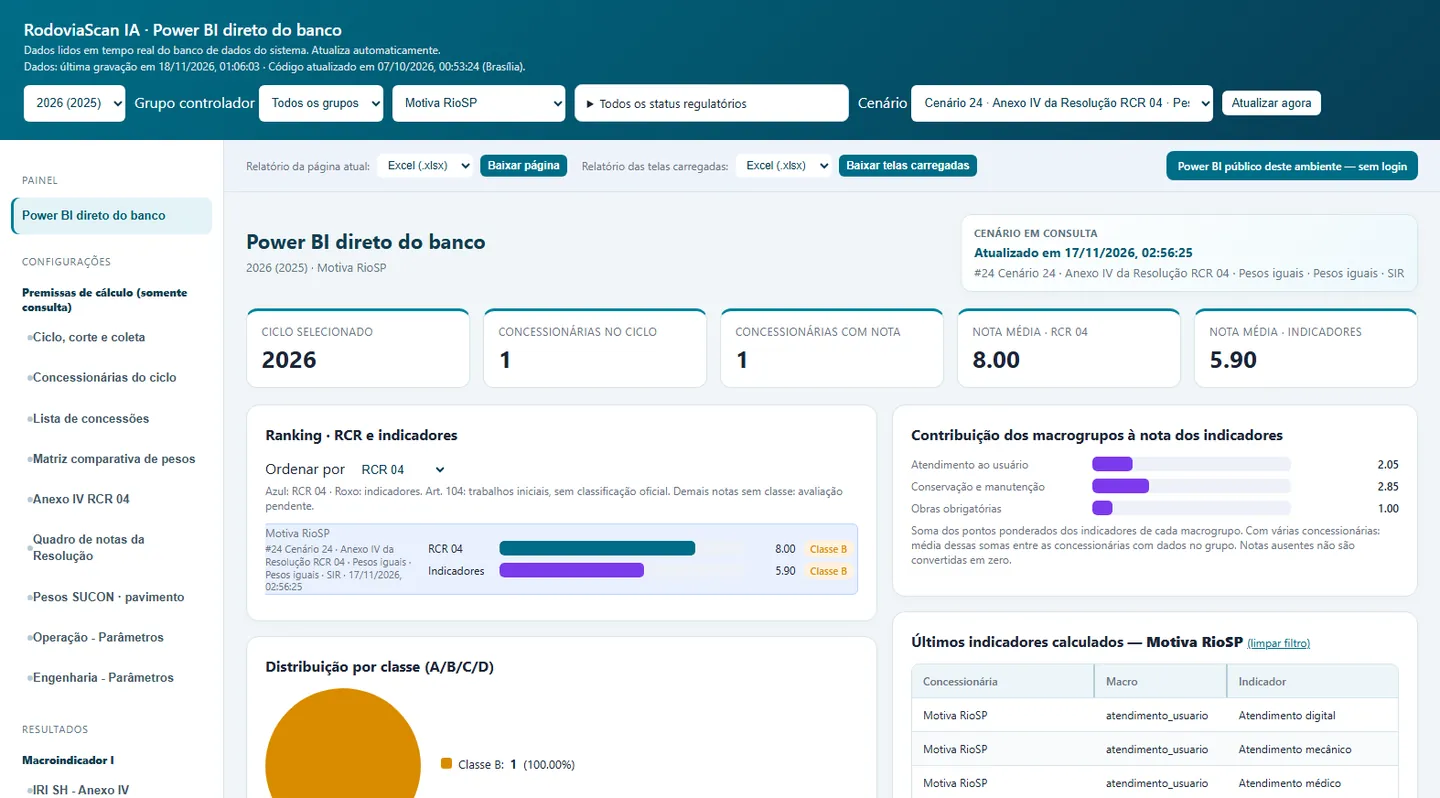 RodoviaScan IA · Power BI direto do banco
Dados lidos em tempo real do banco de dados do sistema. Atualiza automaticamente.
Dados: última gravação em 18/11/2026, 01:06:03 · Código atualizado em 07/10/2026, 00:53:24 (Brasília).
2026 (2025) Grupo controlador Todos os grupos Motiva RioSP ▶ Todos os status regulatórios Cenário Cenário 24 · Anexo IV da Resolução RCR 04 · Pes Atualizar agora
PAINEL
Power BI direto do banco
CONFIGURAÇÕES
Premissas de cálculo (somente
consulta)
Ciclo, corte e coleta
Concessionárias do ciclo
Lista de concessões
Matriz comparativa de pesos
Anexo IV RCR 04
Quadro de notas da
Resolução
Pesos SUCON · pavimento
Operação - Parâmetros
Engenharia - Parâmetros
RESULTADOS
Macroindicador I
IRI SH - Anexo IV
Relatório da página atual: Excel (.xlsx) Baixar página Relatório das telas carregadas: Excel (.xlsx) Baixar telas carregadas Power BI público deste ambiente — sem login
Power BI direto do banco
2026 (2025) · Motiva RioSP
CENÁRIO EM CONSULTA
Atualizado em 17/11/2026, 02:56:25
#24 Cenário 24 · Anexo IV da Resolução RCR 04 · Pesos iguais · Pesos iguais · SIR
CICLO SELECIONADO
2026
CONCESSIONÁRIAS NO CICLO
1
CONCESSIONÁRIAS COM NOTA
1
NOTA MÉDIA · RCR 04
8.00
NOTA MÉDIA · INDICADORES
5.90
Ranking · RCR e indicadores
Ordenar por RCR 04
Azul: RCR 04 · Roxo: indicadores. Art. 104: trabalhos iniciais, sem classificação oficial. Demais notas sem classe: avaliação
pendente.
Motiva RioSP
#24 Cenário 24 · Anexo IV da
Resolução RCR 04 · Pesos iguais ·
Pesos iguais · SIR · 17/11/2026,
02:56:25
RCR 04 8.00 Classe B
Indicadores 5.90 Classe B
Distribuição por classe (A/B/C/D)
Classe B: 1 (100.00%)
Contribuição dos macrogrupos à nota dos indicadores
Atendimento ao usuário 2.05
Conservação e manutenção 2.85
Obras obrigatórias 1.00
Soma dos pontos ponderados dos indicadores de cada macrogrupo. Com várias concessionárias:
média dessas somas entre as concessionárias com dados no grupo. Notas ausentes não são
convertidas em zero.
Últimos indicadores calculados — Motiva RioSP (limpar filtro)
Concessionária Macro Indicador
Motiva RioSP atendimento_usuario Atendimento digital
Motiva RioSP atendimento_usuario Atendimento mecânico
Motiva RioSP atendimento_usuario Atendimento médico